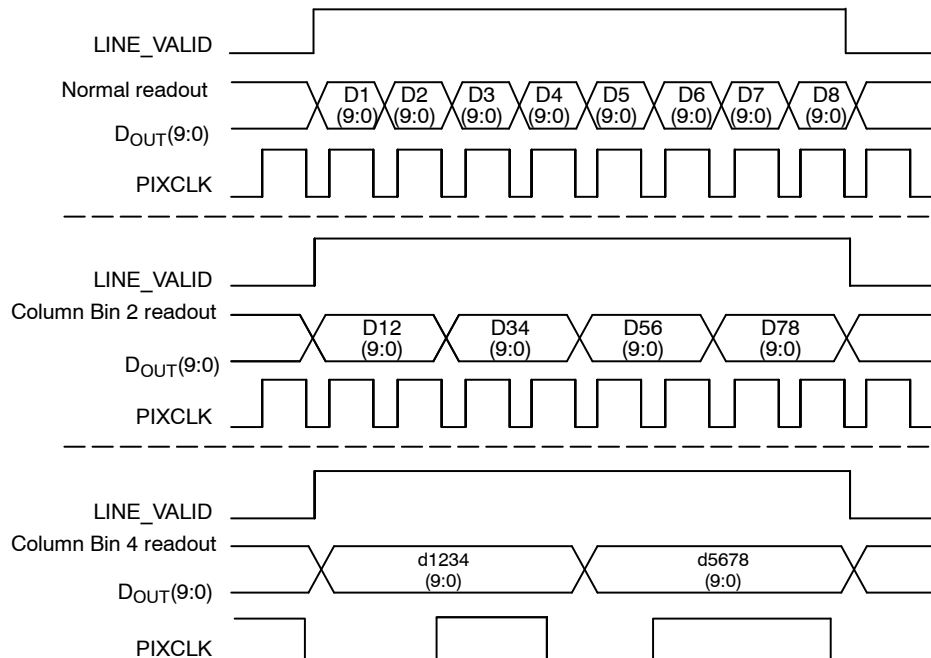 LINE_VALID
Normal readout
D1 D2 D3 D4 D5 D6 D7 D8
(9:0) (9:0) (9:0) (9:0) (9:0) (9:0) (9:0) (9:0)
DOUT(9:0)
PIXCLK
LINE_VALID
Column Bin 2 readout
D12 D34 D56 D78
(9:0) (9:0) (9:0) (9:0)
DOUT(9:0)
PIXCLK
LINE_VALID
Column Bin 4 readout
d1234 d5678
(9:0) (9:0)
DOUT(9:0)
PIXCLK